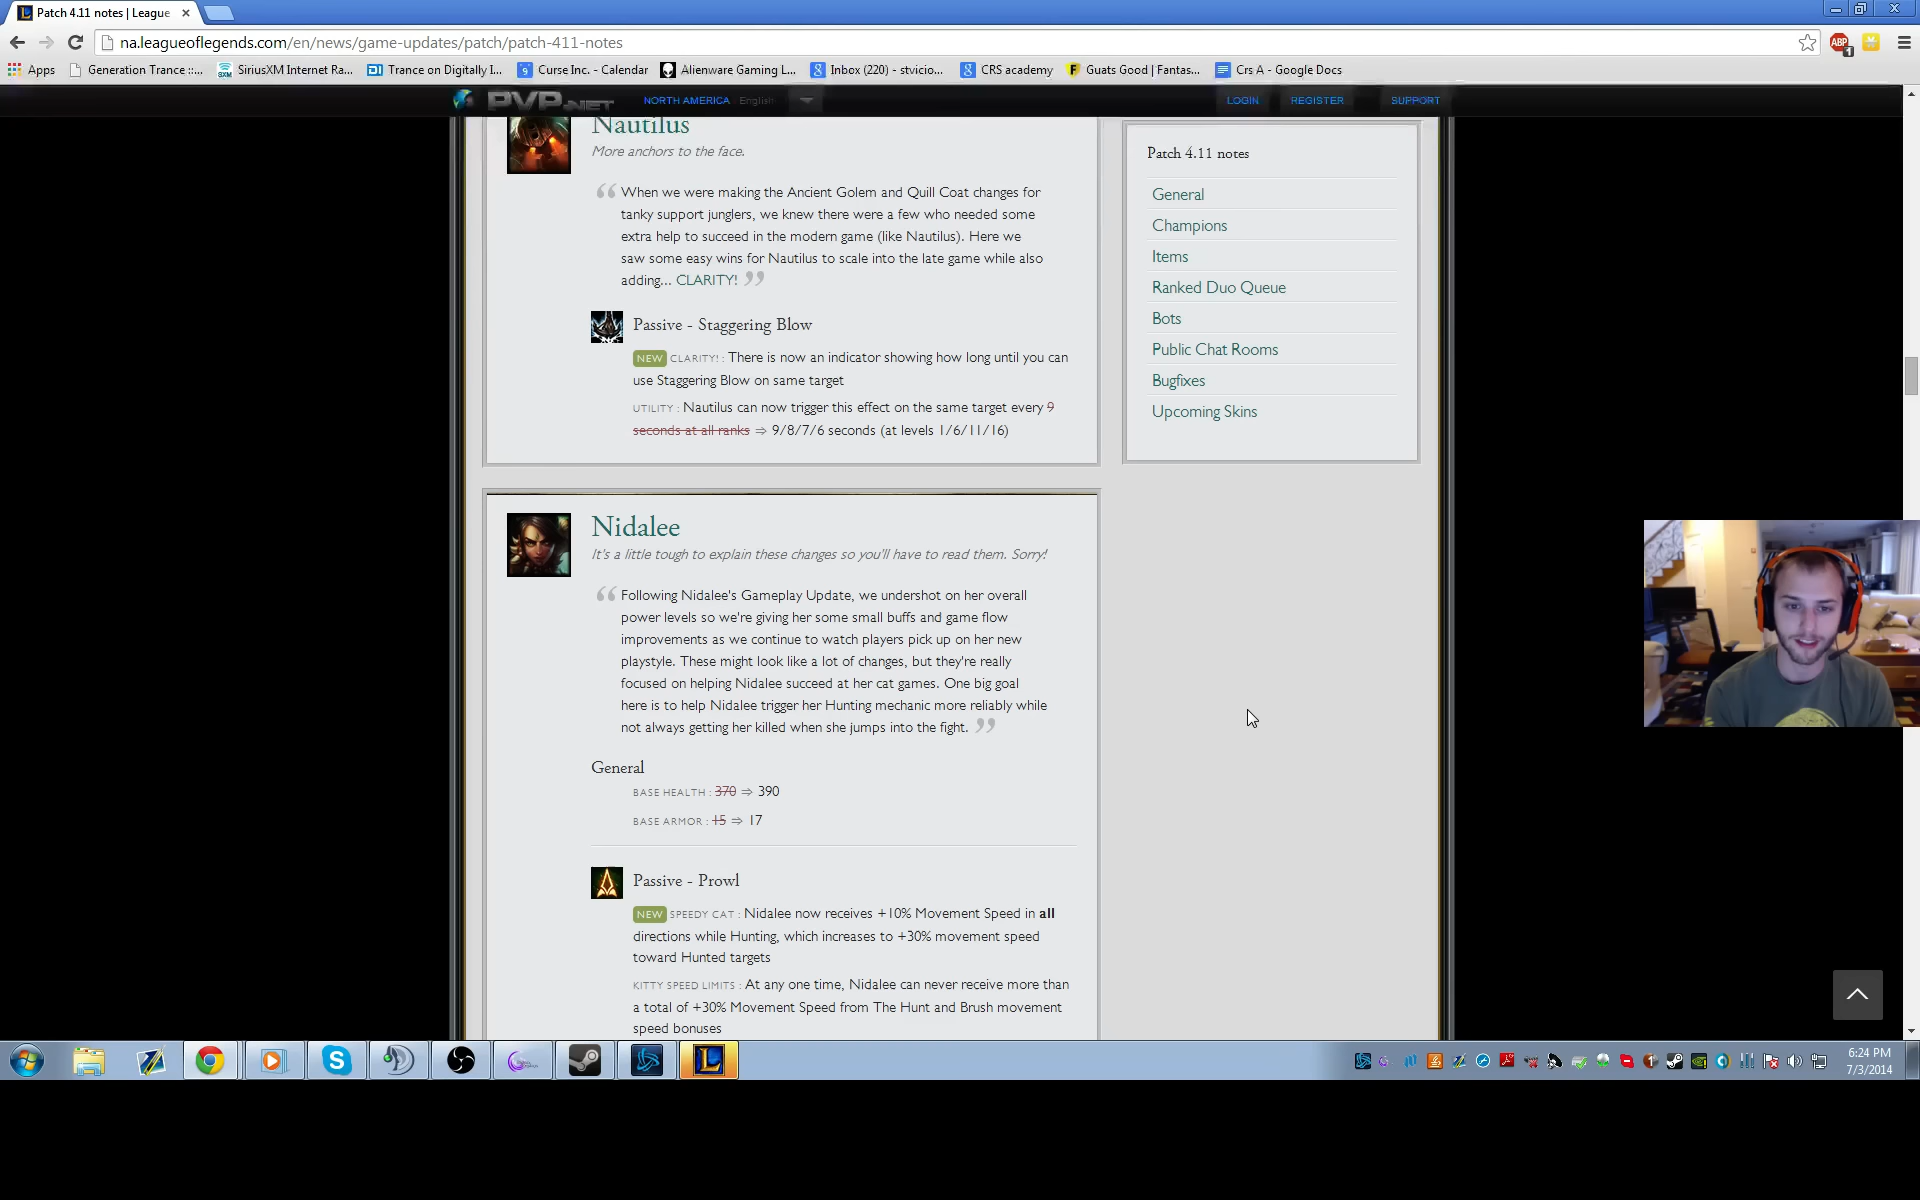 Patch 4.11 notes | League
na.leagueoflegends.com/en/news/game-updates/patch/patch-411-notes
ABP 1
Apps Generation Trance ::... SiriusXM Internet Ra... Trance on Digitally I... Curse Inc. - Calendar Alienware Gaming L... Inbox (220) - stvicio... CRS academy Guats Good | Fantas... Crs A - Google Docs
PVP.NET NORTH AMERICA English LOGIN REGISTER SUPPORT
Nautilus
More anchors to the face.
“ When we were making the Ancient Golem and Quill Coat changes for
tanky support junglers, we knew there were a few who needed some
extra help to succeed in the modern game (like Nautilus). Here we
saw some easy wins for Nautilus to scale into the late game while also
adding... CLARITY! ”
Passive - Staggering Blow
NEW CLARITY! : There is now an indicator showing how long until you can
use Staggering Blow on same target
UTILITY : Nautilus can now trigger this effect on the same target every 9
seconds at all ranks ⇒ 9/8/7/6 seconds (at levels 1/6/11/16)
Nidalee
It's a little tough to explain these changes so you'll have to read them. Sorry!
“ Following Nidalee's Gameplay Update, we undershot on her overall
power levels so we're giving her some small buffs and game flow
improvements as we continue to watch players pick up on her new
playstyle. These might look like a lot of changes, but they're really
focused on helping Nidalee succeed at her cat games. One big goal
here is to help Nidalee trigger her Hunting mechanic more reliably while
not always getting her killed when she jumps into the fight. ”
General
BASE HEALTH : 370 ⇒ 390
BASE ARMOR : 15 ⇒ 17
Passive - Prowl
NEW SPEEDY CAT : Nidalee now receives +10% Movement Speed in all
directions while Hunting, which increases to +30% movement speed
toward Hunted targets
KITTY SPEED LIMITS : At any one time, Nidalee can never receive more than
a total of +30% Movement Speed from The Hunt and Brush movement
speed bonuses
Patch 4.11 notes
General
Champions
Items
Ranked Duo Queue
Bots
Public Chat Rooms
Bugfixes
Upcoming Skins
6:24 PM
7/3/2014